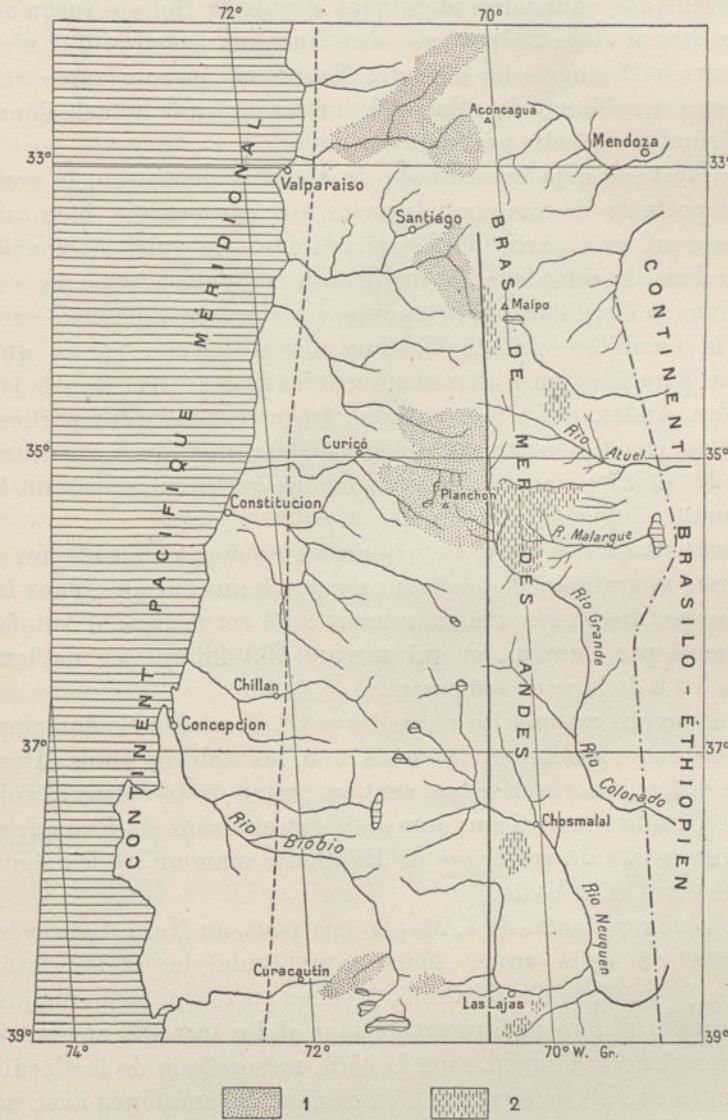 72°
70°
Aconcagua
Mendoza
33°
33°
Valparaiso
Santiégo
Maïpo
CONTINENT PACIFIQUE MÉRIDIONAL
BRAS DE MER DES ANDES
CONTINENT BRASILO-ÉTHIOPIEN
35°
Curicó
Rio Atuel
35°
Planchon
Constitucion
R. Malargue
Rio Grande
Chillan
Concepcion
37°
37°
Rio Colorado
Rio Biobio
Chosmalal
Rio Neuquen
Curacautin
Las Lajas
39°
39°
74°
72
70° W. Gr.
1
2